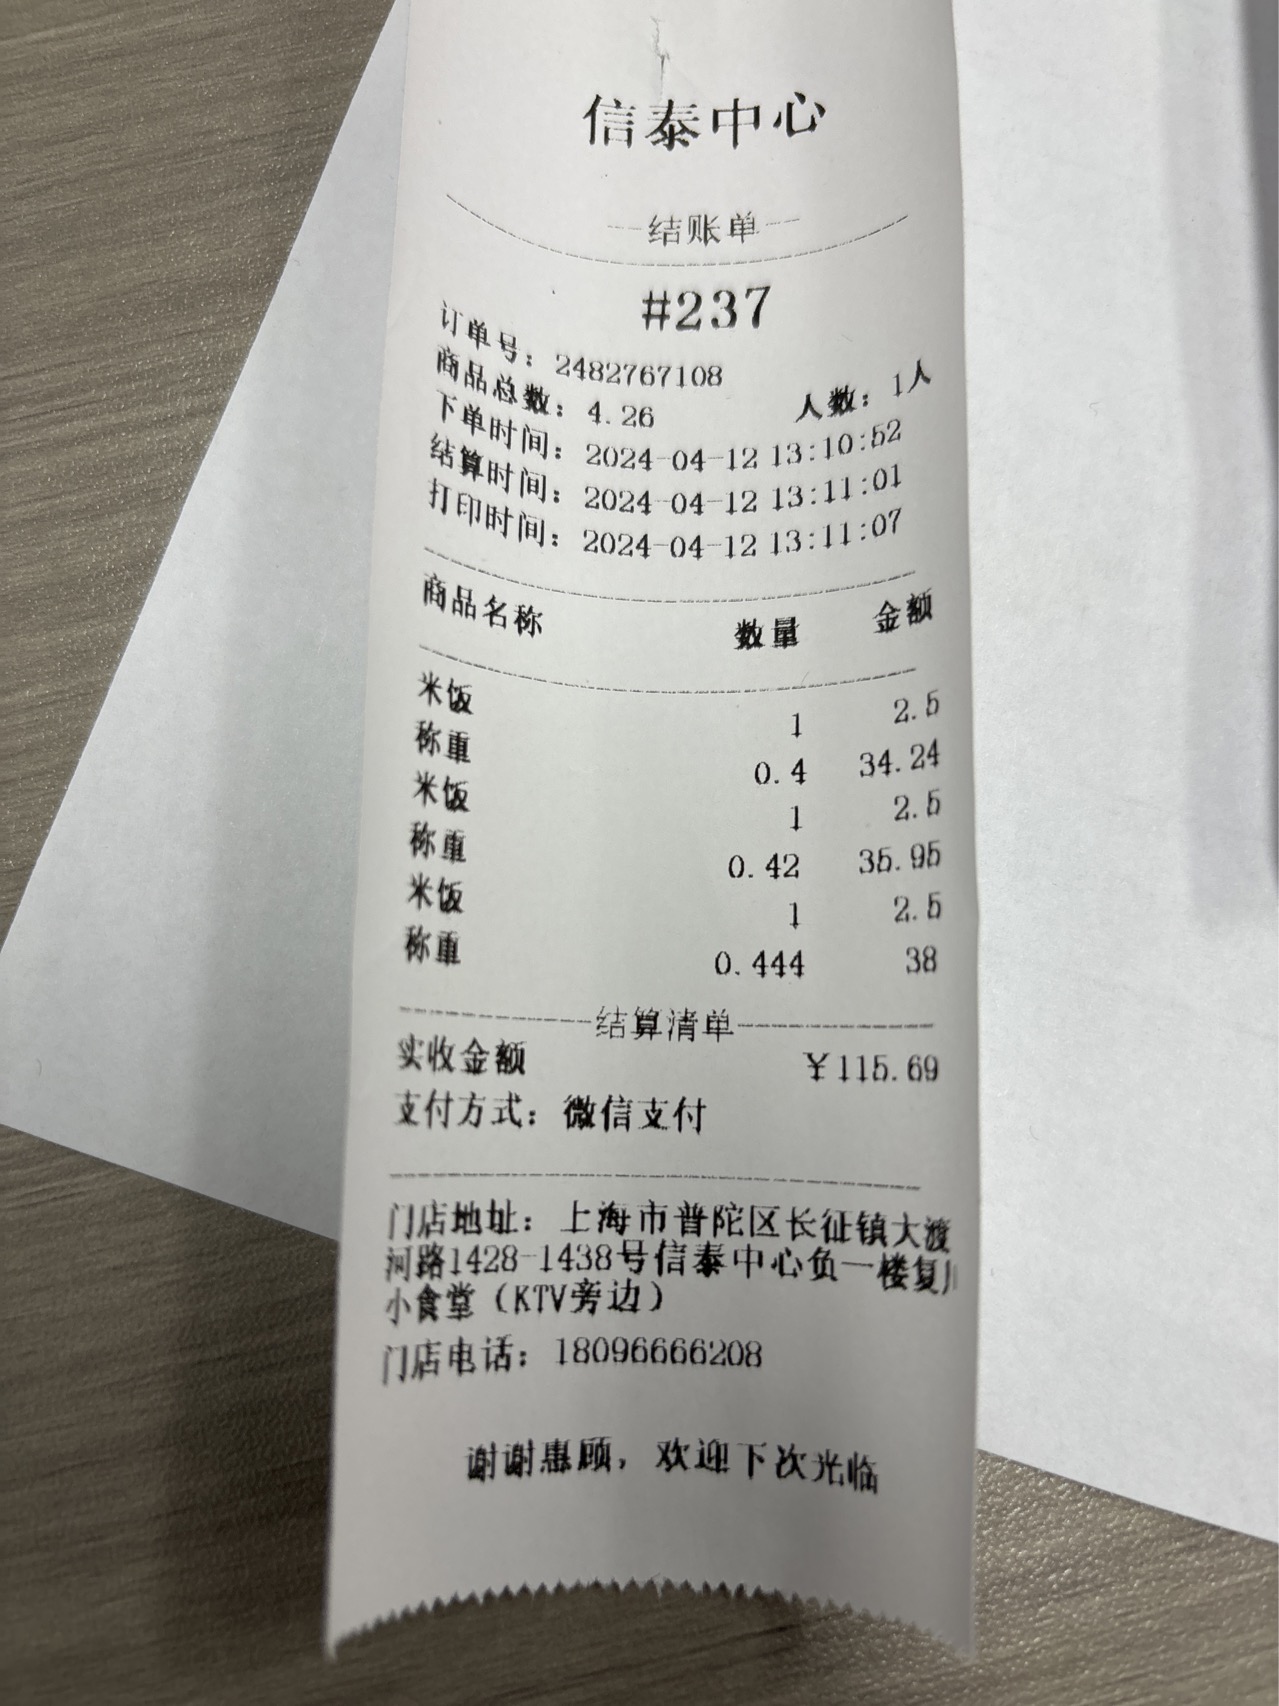 信泰中心
--结账单--
#237
订单号：2482767108
商品总数：4.26 人数：1人
下单时间：2024-04-12 13:10:52
结算时间：2024-04-12 13:11:01
打印时间：2024-04-12 13:11:07
商品名称 数量 金额
米饭 1 2.5
称重 0.4 34.24
米饭 1 2.5
称重 0.42 35.95
米饭 1 2.5
称重 0.444 38
结算清单
实收金额 ￥115.69
支付方式：微信支付
门店地址：上海市普陀区长征镇大渡
河路1428-1438号信泰中心负一楼复
小食堂（KTV旁边）
门店电话：18096666208
谢谢惠顾，欢迎下次光临